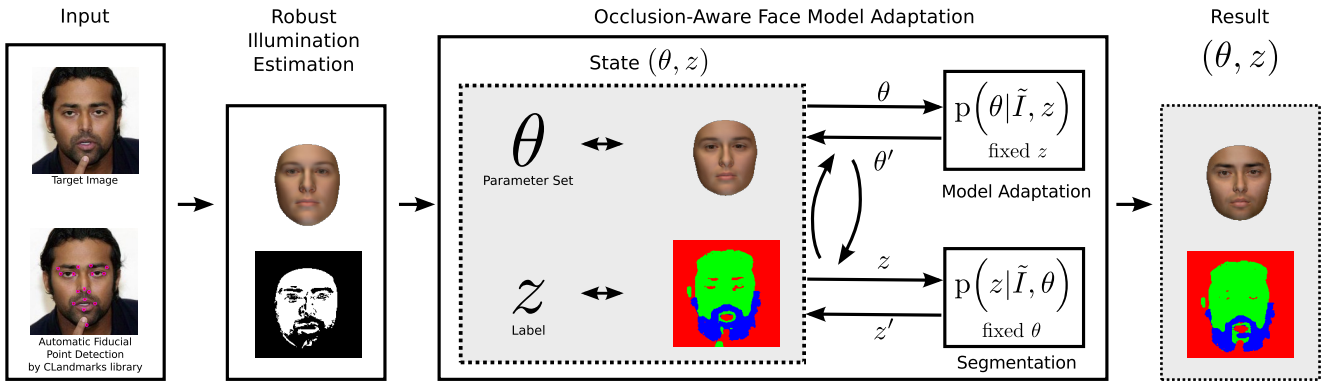 Input
Target Image
Automatic Fiducial
Point Detection
by CLandmarks library
Robust
Illumination
Estimation
Occlusion-Aware Face Model Adaptation
State (θ, z)
θ
Parameter Set
z
Label
θ
θ′
z
z′
p(θ|Ĩ, z)
fixed z
Model Adaptation
p(z|Ĩ, θ)
fixed θ
Segmentation
Result
(θ, z)